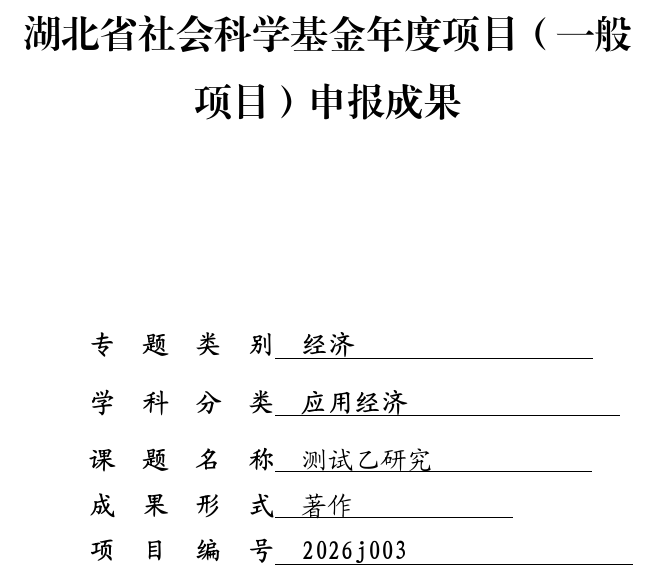 湖北省社会科学基金年度项目（一般
项目）申报成果
专题类别 经济
学科分类 应用经济
课题名称 测试乙研究
成果形式 著作
项目编号 2026j003